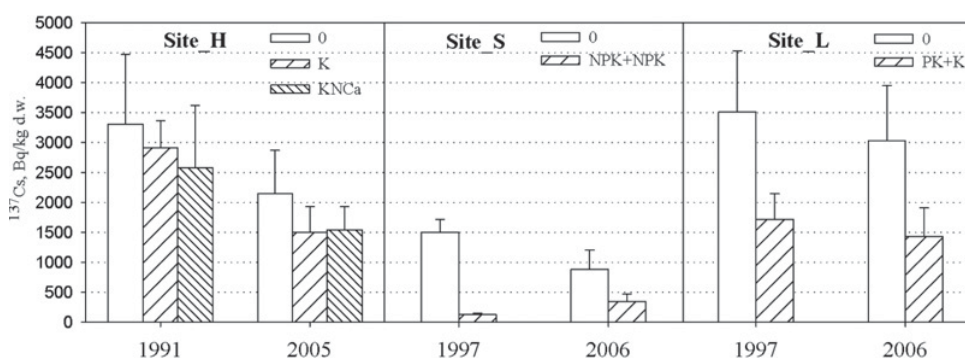 ¹³⁷Cs, Bq/kg d.w.
5000
4500
4000
3500
3000
2500
2000
1500
1000
500
0
Site_H
0
K
KNCa
1991 2005
Site_S
0
NPK+NPK
1997 2006
Site_L
0
PK+K
1997 2006